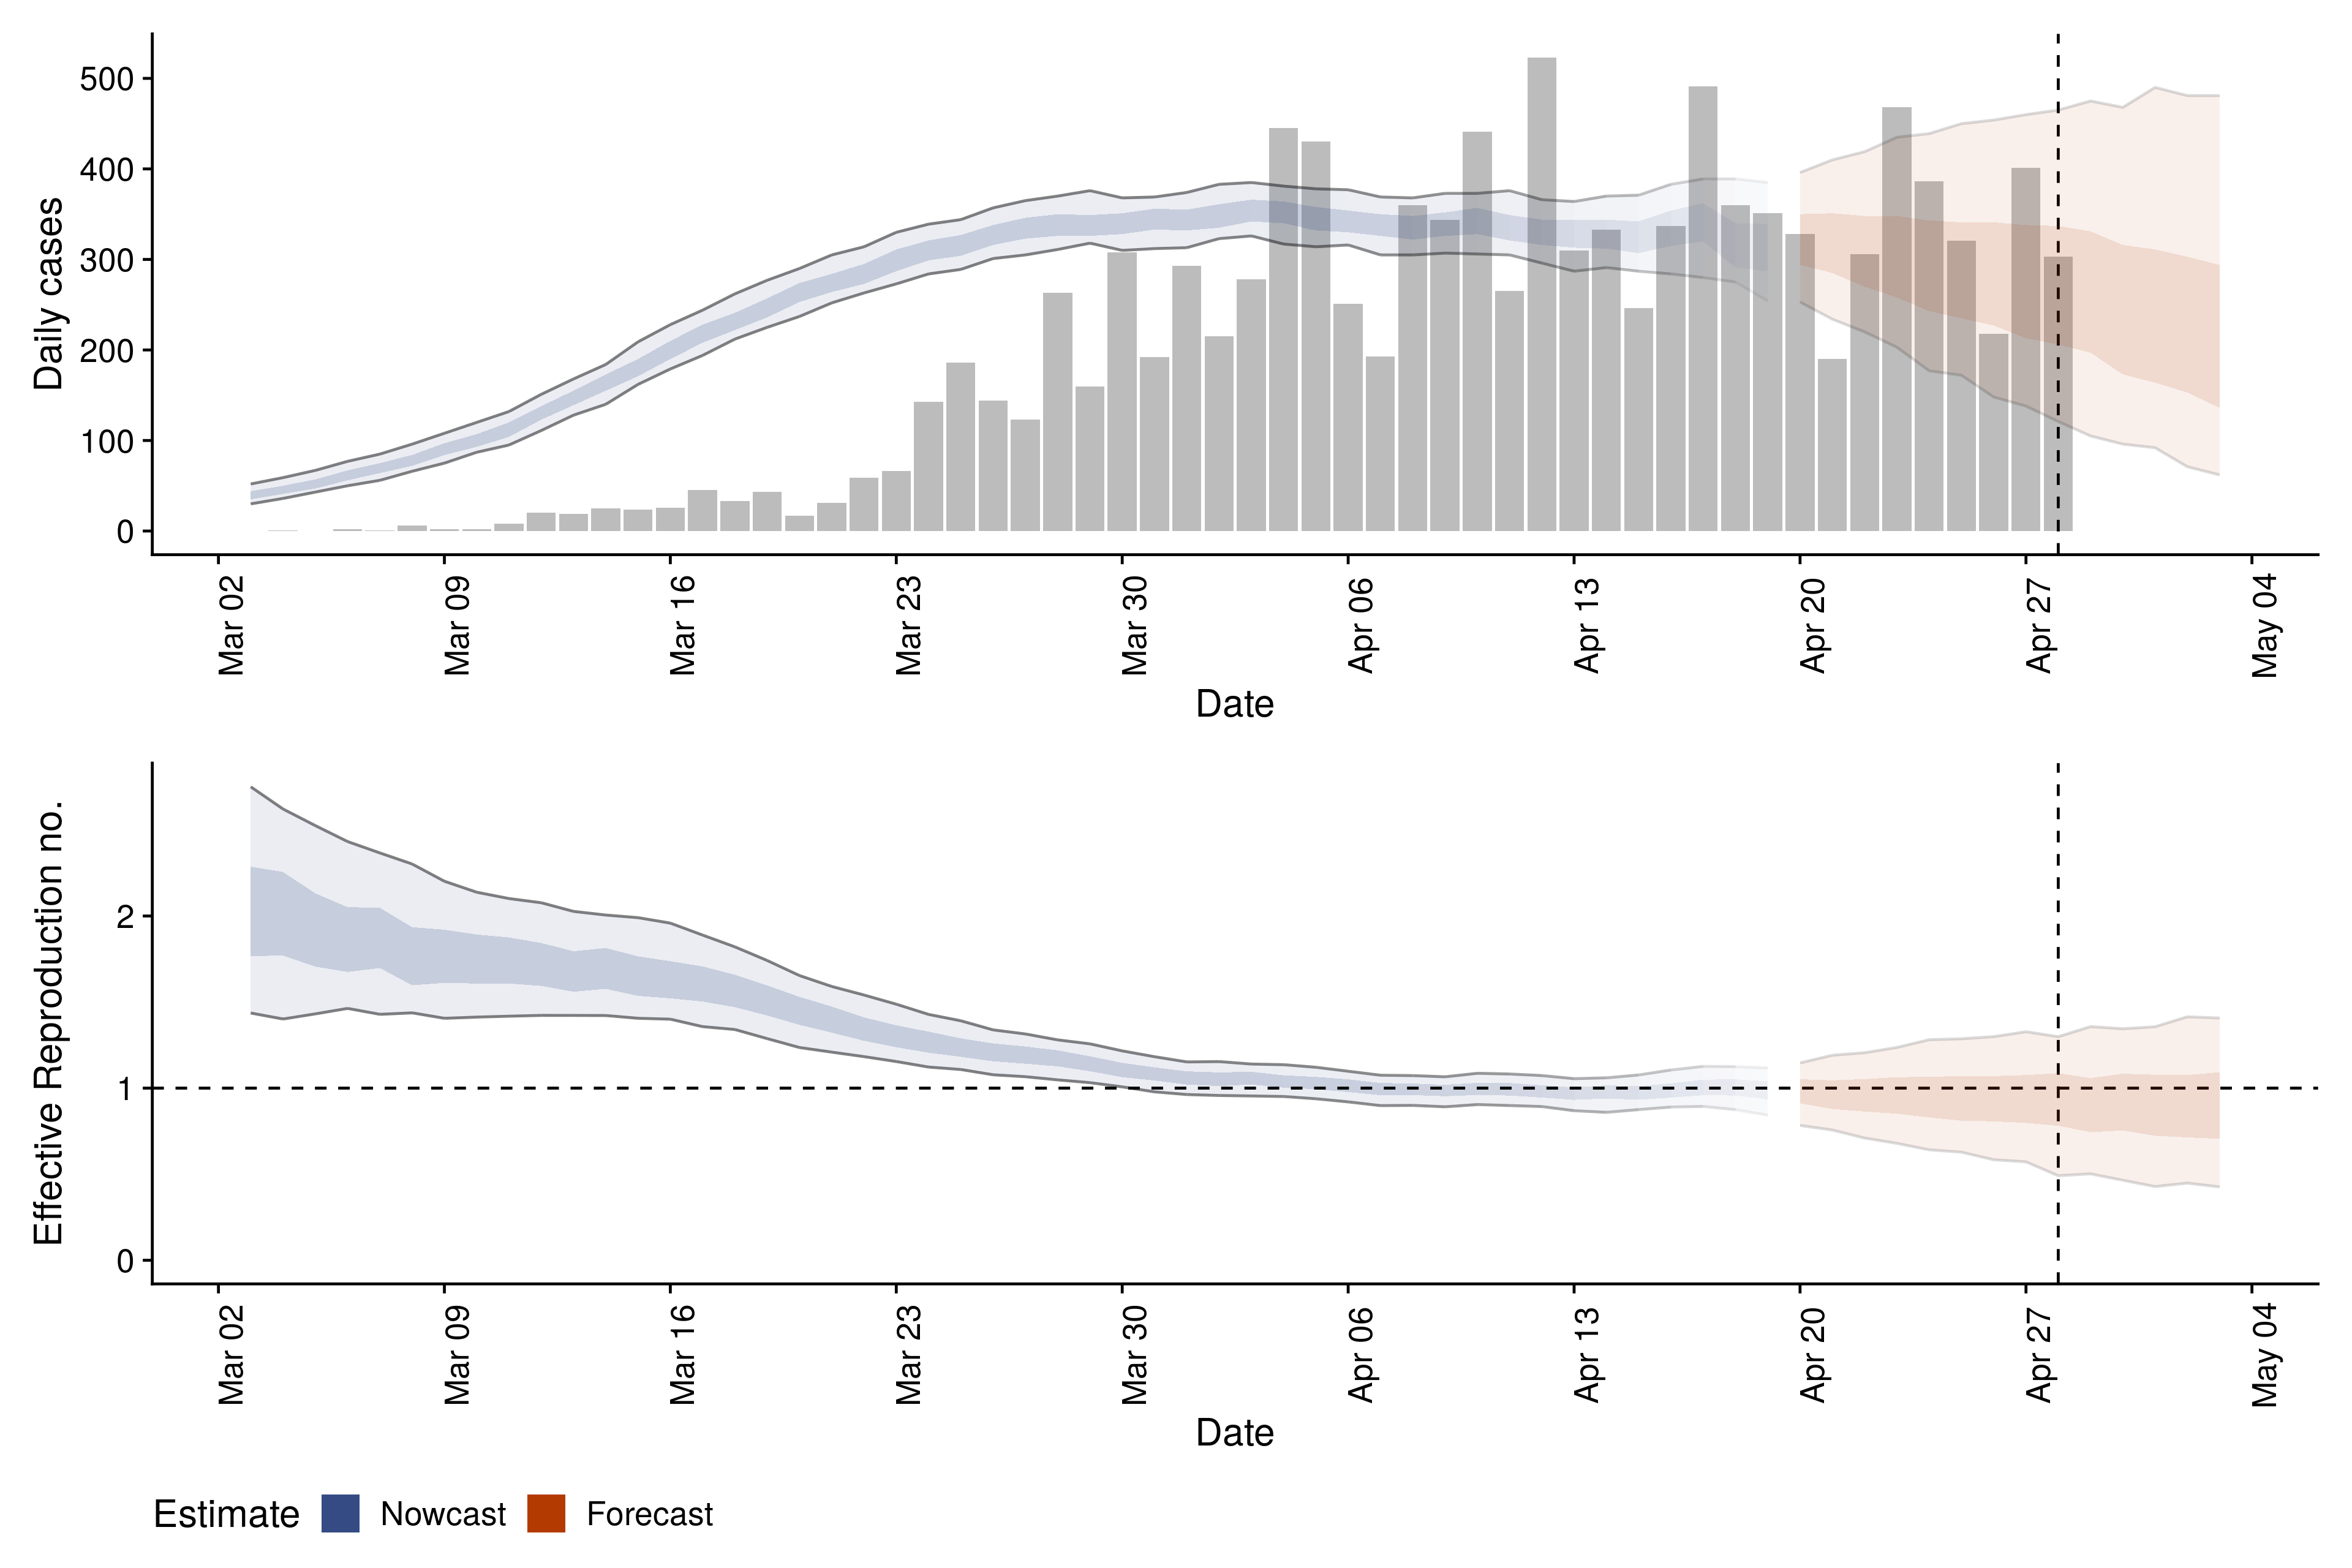 Daily cases
500
400
300
200
100
0
Mar 02
Mar 09
Mar 16
Mar 23
Mar 30
Apr 06
Apr 13
Apr 20
Apr 27
May 04
Date
Effective Reproduction no.
2
1
0
Mar 02
Mar 09
Mar 16
Mar 23
Mar 30
Apr 06
Apr 13
Apr 20
Apr 27
May 04
Date
Estimate Nowcast Forecast